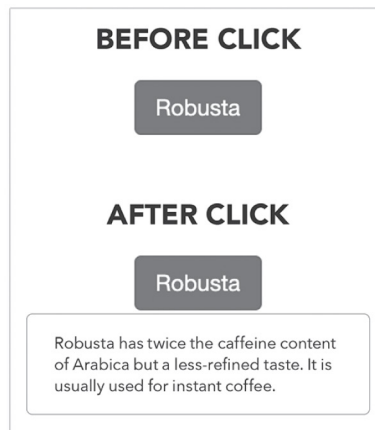 BEFORE CLICK
Robusta
AFTER CLICK
Robusta
Robusta has twice the caffeine content
of Arabica but a less-refined taste. It is
usually used for instant coffee.